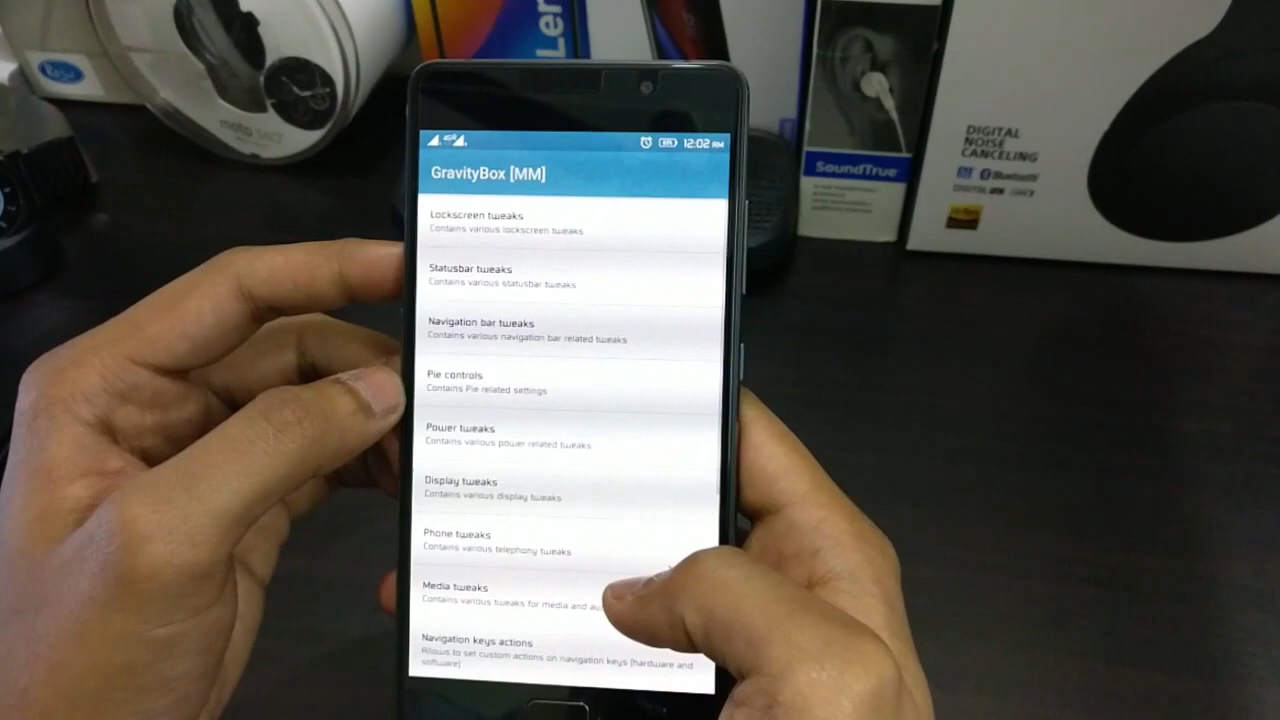 Len
moto
DIGITAL
NOISE
CANCELING
Bluetooth
SoundTrue
12:02 AM
GravityBox [MM]
Lockscreen tweaks
Contains various lockscreen tweaks
Statusbar tweaks
Contains various statusbar tweaks
Navigation bar tweaks
Contains various navigation bar related tweaks
Pie controls
Contains Pie related settings
Power tweaks
Contains various power related tweaks
Display tweaks
Contains various display tweaks
Phone tweaks
Contains various telephony tweaks
Media tweaks
Contains various tweaks for media and au
Navigation keys actions
Allows to set custom actions on navigation keys (hardware and
software)